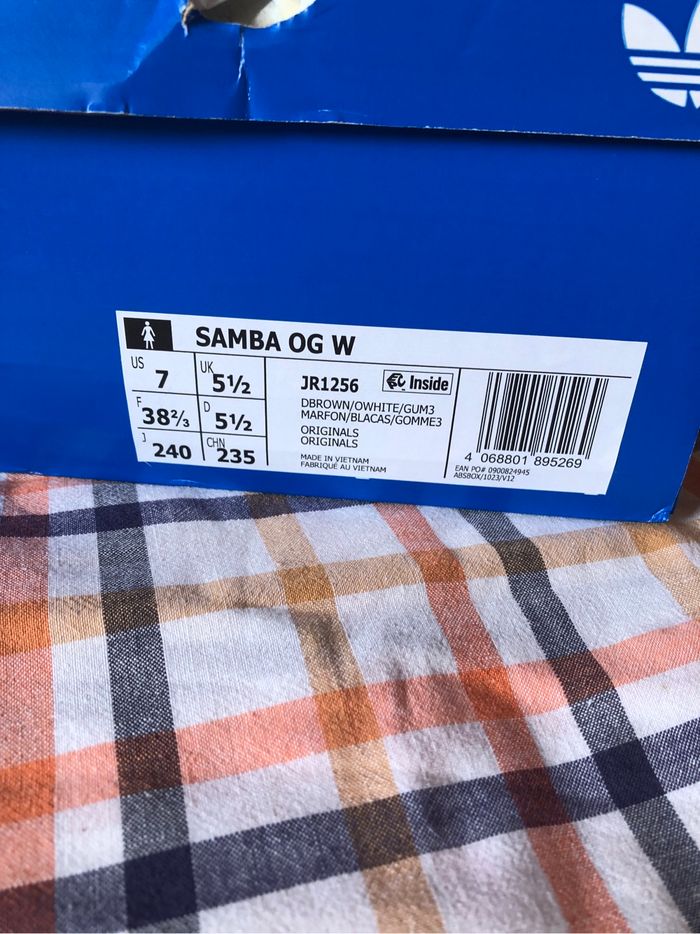 SAMBA OG W
US 7
UK 5½
F 38⅔
D 5½
J 240
CHN 235
JR1256
Inside
DBROWN/OWHITE/GUM3
MARFON/BLACAS/GOMME3
ORIGINALS
ORIGINALS
MADE IN VIETNAM
FABRIQUÉ AU VIETNAM
4 068801 895269
EAN PO# 0900824945
ABSBOX/1023/V12